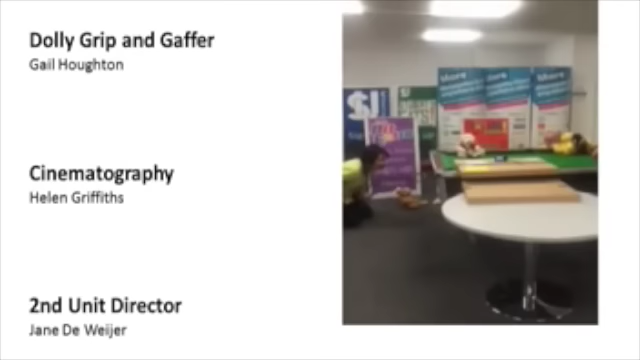 Dolly Grip and Gaffer
Gail Houghton
Cinematography
Helen Griffiths
2nd Unit Director
Jane De Weijer